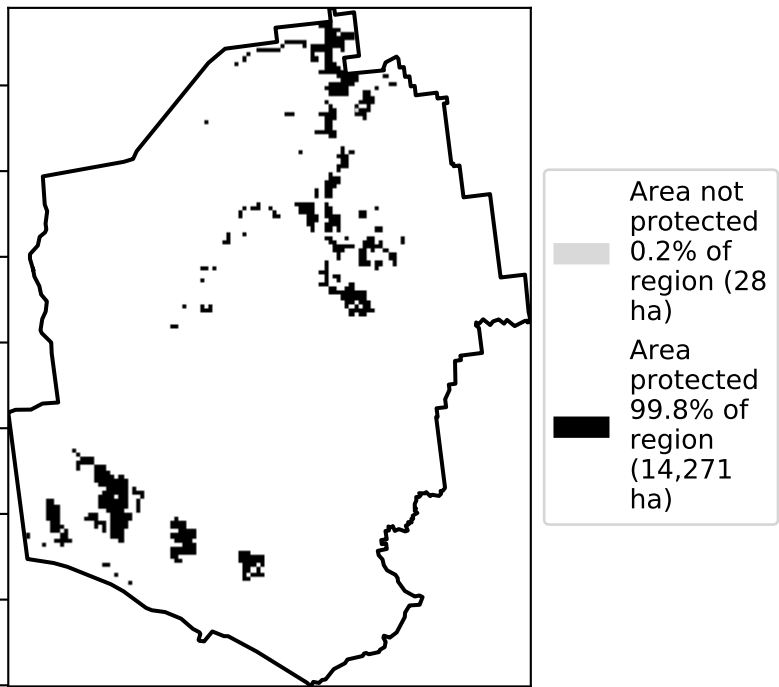 Area not
protected
0.2% of
region (28
ha)
Area
protected
99.8% of
region
(14,271
ha)